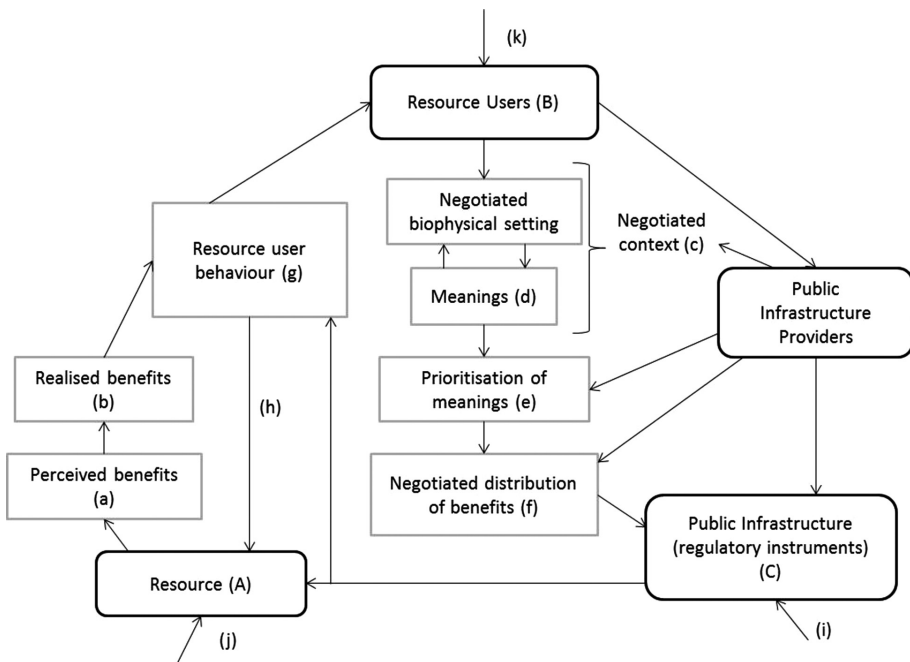 (k)
Resource Users (B)
Negotiated
biophysical setting
Negotiated
context (c)
Resource user
behaviour (g)
Meanings (d)
Public
Infrastructure
Providers
Realised benefits
(b)
(h)
Prioritisation of
meanings (e)
Perceived benefits
(a)
Negotiated distribution
of benefits (f)
Public Infrastructure
(regulatory instruments)
(C)
Resource (A)
(j)
(i)